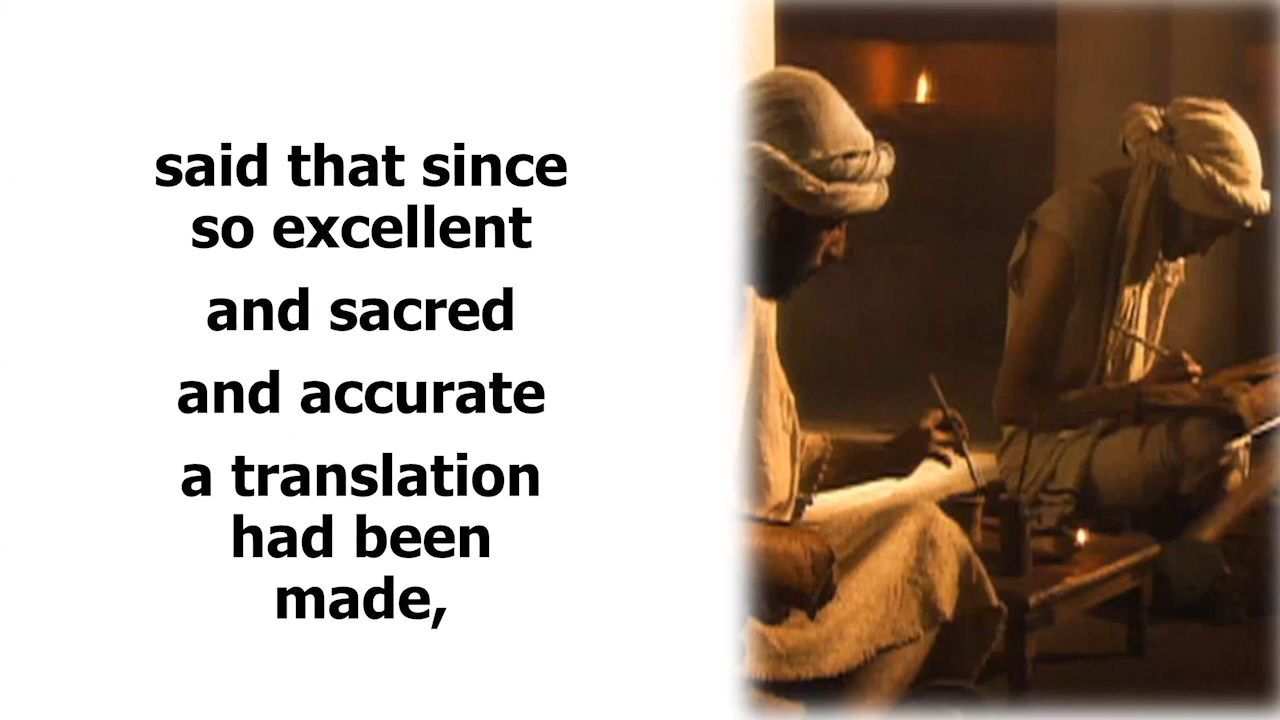 said that since
so excellent
and sacred
and accurate
a translation
had been
made,